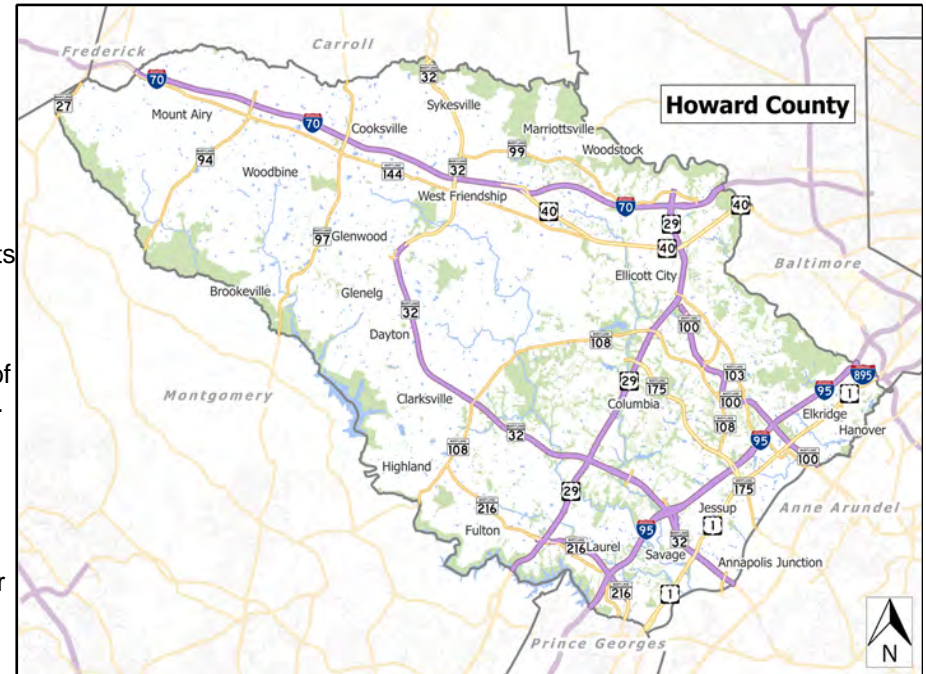 Carroll
Frederick
32
70
27
Sykesville
Howard County
Mount Airy
70
Cooksville
Marriottsville
99
Woodstock
94
32
Woodbine
144
West Friendship
70
40
40
29
97
Glenwood
40
ts
Baltimore
Ellicott City
Brookeville
Glenelg
32
100
Dayton
108
103
895
of
29
175
95
1
Montgomery
Columbia
100
Clarksville
Elkridge
108
Hanover
32
95
108
100
Highland
175
29
216
Jessup
Anne Arundel
1
Fulton
95
216
Laurel
32
Savage
Annapolis Junction
r
216
1
Prince Georges
N